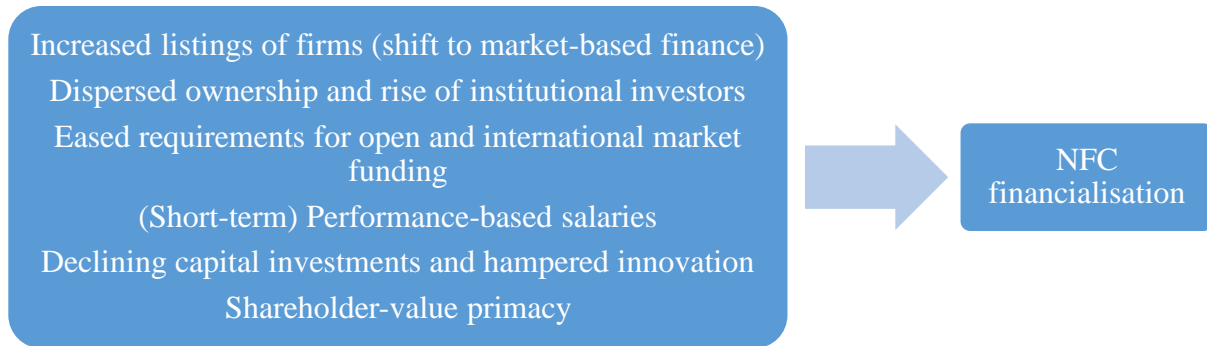 Increased listings of firms (shift to market-based finance)
Dispersed ownership and rise of institutional investors
Eased requirements for open and international market
funding
(Short-term) Performance-based salaries
Declining capital investments and hampered innovation
Shareholder-value primacy
NFC
financialisation